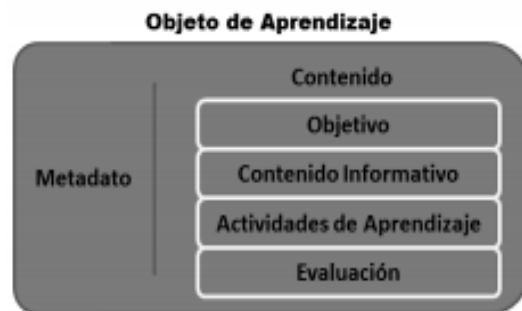 Objeto de Aprendizaje
Contenido
Objetivo
Metadato
Contenido Informativo
Actividades de Aprendizaje
Evaluación